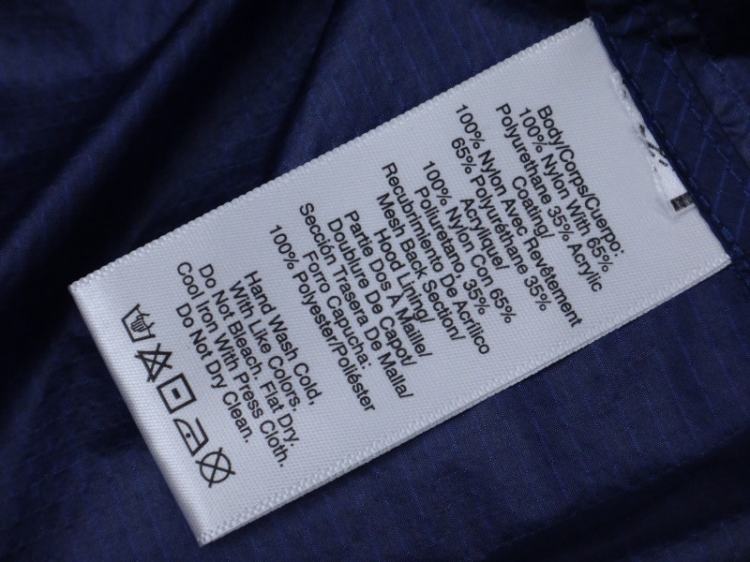 Body/Corps/Cuerpo:
100% Nylon With 65%
Polyurethane 35% Acrylic
Coating/
100% Nylon Avec Revêtement
65% Polyuréthane 35%
Acrylique/
100% Nylon Con 65%
Poliuretano, 35%
Recubrimiento De Acrílico
Mesh Back Section/
Hood Lining/
Partie Dos À Maille/
Doublure De Capot/
Sección Trasera De Malla/
Forro Capucha:
100% Polyester/Poliéster
Hand Wash Cold,
With Like Colors.
Do Not Bleach. Flat Dry.
Cool Iron With Press Cloth.
Do Not Dry Clean.